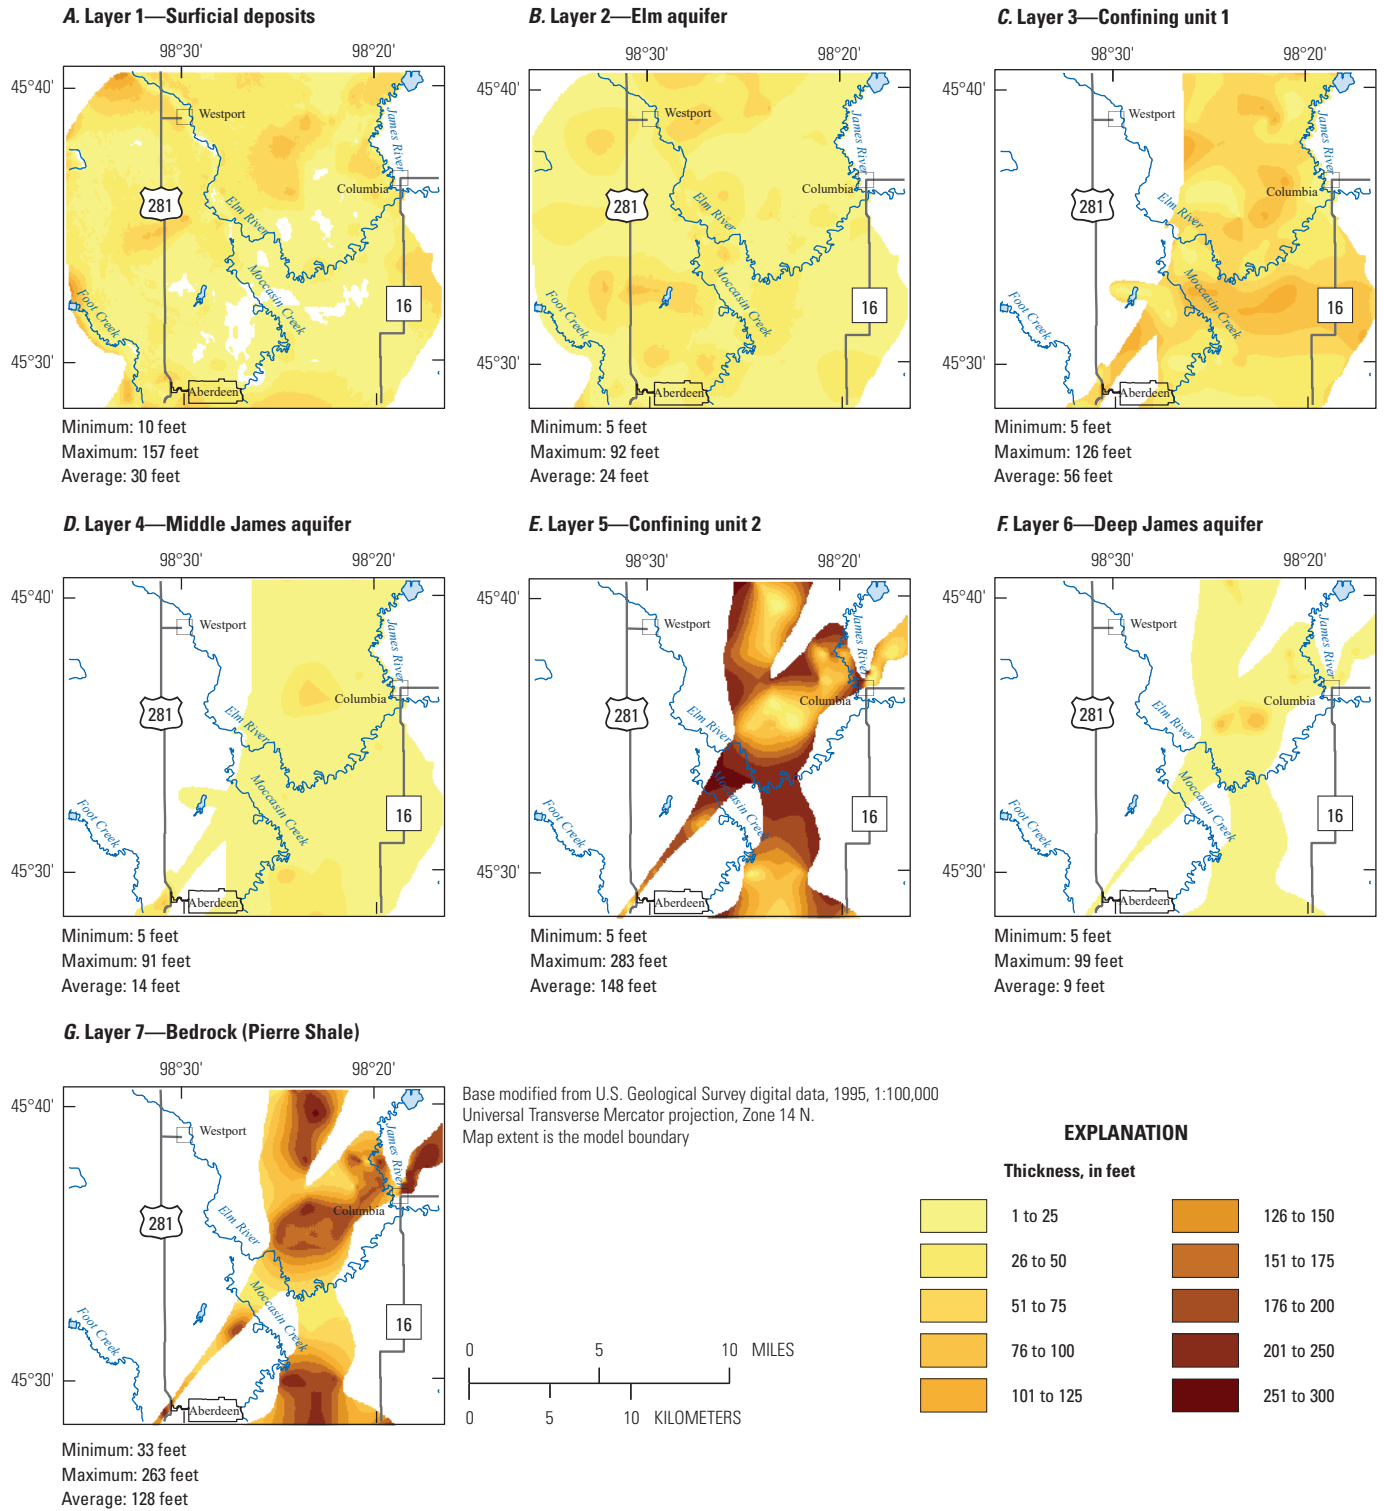 A. Layer 1—Surficial deposits
98°30' 98°20'
45°40'
Westport
James River
Columbia
281
Elm River
Moccasin Creek
Foot Creek
16
45°30'
Aberdeen
Minimum: 10 feet
Maximum: 157 feet
Average: 30 feet
B. Layer 2—Elm aquifer
98°30' 98°20'
45°40'
Westport
James River
Columbia
281
Elm River
Moccasin Creek
Foot Creek
16
45°30'
Aberdeen
Minimum: 5 feet
Maximum: 92 feet
Average: 24 feet
C. Layer 3—Confining unit 1
98°30' 98°20'
45°40'
Westport
James River
Columbia
281
Elm River
Moccasin Creek
Foot Creek
16
45°30'
Aberdeen
Minimum: 5 feet
Maximum: 126 feet
Average: 56 feet
D. Layer 4—Middle James aquifer
98°30' 98°20'
45°40'
Westport
James River
Columbia
281
Elm River
Moccasin Creek
Foot Creek
16
45°30'
Aberdeen
Minimum: 5 feet
Maximum: 91 feet
Average: 14 feet
E. Layer 5—Confining unit 2
98°30' 98°20'
45°40'
Westport
James River
Columbia
281
Elm River
Moccasin Creek
Foot Creek
16
45°30'
Aberdeen
Minimum: 5 feet
Maximum: 283 feet
Average: 148 feet
F. Layer 6—Deep James aquifer
98°30' 98°20'
45°40'
Westport
James River
Columbia
281
Elm River
Moccasin Creek
Foot Creek
16
45°30'
Aberdeen
Minimum: 5 feet
Maximum: 99 feet
Average: 9 feet
G. Layer 7—Bedrock (Pierre Shale)
98°30' 98°20'
45°40'
Westport
James River
Columbia
281
Elm River
Moccasin Creek
Foot Creek
16
45°30'
Aberdeen
Minimum: 33 feet
Maximum: 263 feet
Average: 128 feet
Base modified from U.S. Geological Survey digital data, 1995, 1:100,000
Universal Transverse Mercator projection, Zone 14 N.
Map extent is the model boundary
0 5 10 MILES
0 5 10 KILOMETERS
EXPLANATION
Thickness, in feet
1 to 25
26 to 50
51 to 75
76 to 100
101 to 125
126 to 150
151 to 175
176 to 200
201 to 250
251 to 300